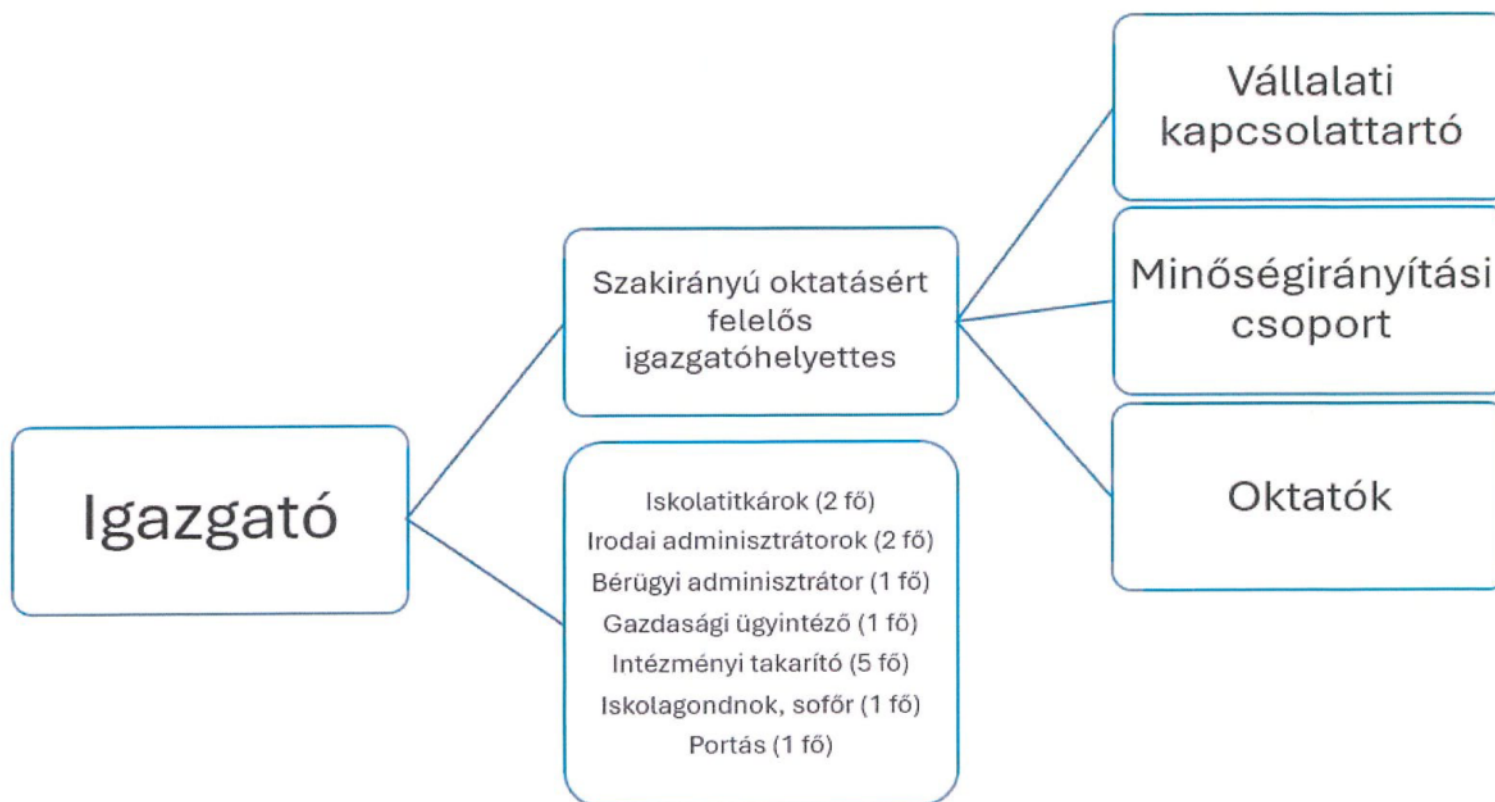 Igazgató
Szakirányú oktatásért
felelős
igazgatóhelyettes
Iskolatitkárok (2 fő)
Irodai adminisztrátorok (2 fő)
Bérügyi adminisztrátor (1 fő)
Gazdasági ügyintéző (1 fő)
Intézményi takarító (5 fő)
Iskolagondnok, sofőr (1 fő)
Portás (1 fő)
Vállalati
kapcsolattartó
Minőségirányítási
csoport
Oktatók